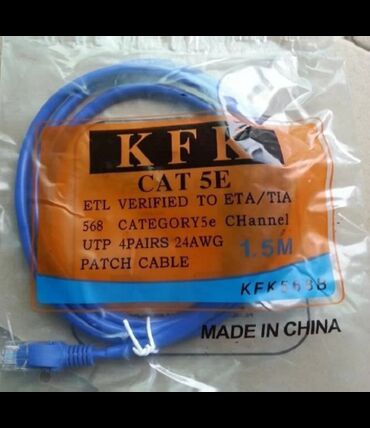 KFK
CAT 5E
ETL VERIFIED TO ETA/TIA
568 CATEGORY5e CHannel
UTP 4PAIRS 24AWG 1.5M
PATCH CABLE
KFK568B
MADE IN CHINA